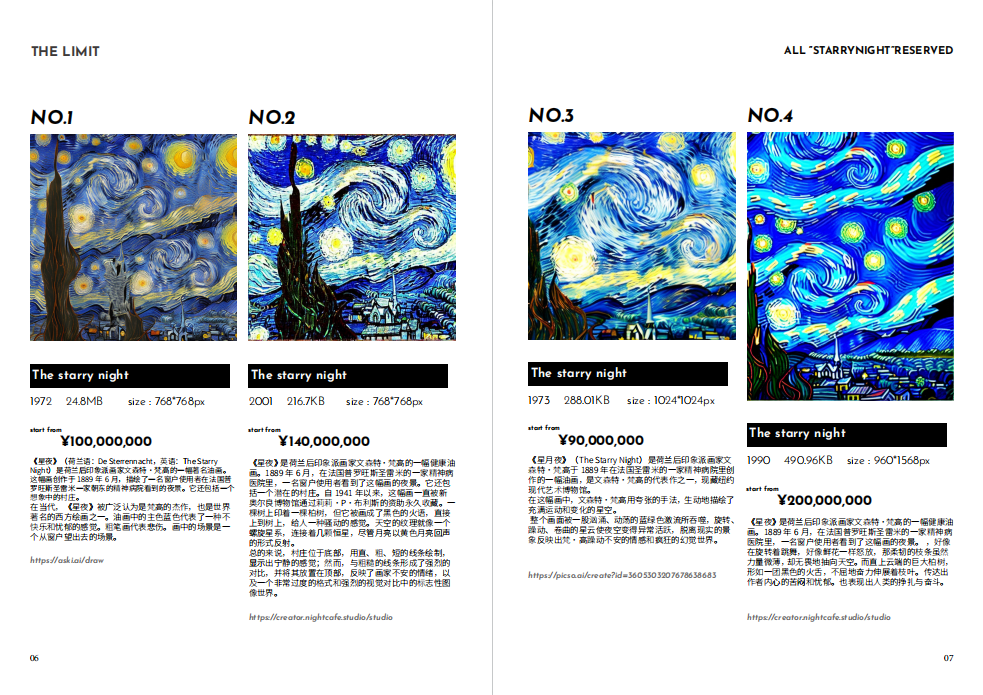 THE LIMIT
ALL "STARRYNIGHT"RESERVED
NO.1
The starry night
1972 24.8MB size : 768*768px
start from
¥100,000,000
《星夜》（荷兰语：De Sterrennacht，英语：The Starry
Night）是荷兰后印象派画家文森特·梵高的一幅著名油画。
这幅画创作于 1889 年 6 月，描绘了一名窗户使用者在法国普
罗旺斯圣雷米一家朝东的精神病院看到的夜景。它还包括一个
想象中的村庄。
在当代，《星夜》被广泛认为是梵高的杰作，也是世界
著名的西方绘画之一。油画中的主色蓝色代表了一种不
快乐和忧郁的感觉。粗笔画代表悲伤。画中的场景是一
个从窗户望出去的场景。
https://aski.ai/draw
NO.2
The starry night
2001 216.7KB size : 768*768px
start from
¥140,000,000
《星夜》是荷兰后印象派画家文森特·梵高的一幅健康油
画。1889 年 6 月，在法国普罗旺斯圣雷米的一家精神病
医院里，一名窗户使用者看到了这幅画的夜景。它还包
括一个潜在的村庄。自 1941 年以来，这幅画一直被新
奥尔良博物馆通过莉莉·P·布利斯的资助永久收藏。一
棵树上印着一棵柏树，但它被画成了黑色的火语，直接
上到树上，给人一种骚动的感觉。天空的纹理就像一个
螺旋星系，连接着几颗恒星，尽管月亮以黄色月亮回声
的形式反射。
总的来说，村庄位于底部，用直、粗、短的线条绘制，
显示出宁静的感觉；然而，与粗糙的线条形成了强烈的
对比，并将其放置在顶部，反映了画家不安的情绪，以
及一个非常过度的格式和强烈的视觉对比中的标志性图
像世界。
https://creator.nightcafe.studio/studio
NO.3
The starry night
1973 288.01KB size : 1024*1024px
start from
¥90,000,000
《星月夜》（The Starry Night）是荷兰后印象派画家文
森特·梵高于 1889 年在法国圣雷米的一家精神病院里创
作的一幅油画，是文森特·梵高的代表作之一，现藏纽约
现代艺术博物馆。
在这幅画中，文森特·梵高用夸张的手法，生动地描绘了
充满运动和变化的星空。
整个画面被一股汹涌、动荡的蓝绿色激流所吞噬，旋转、
躁动、卷曲的星云使夜空变得异常活跃，脱离现实的景
象反映出梵·高躁动不安的情感和疯狂的幻觉世界。
https://picso.ai/create?id=3605303207678638683
NO.4
The starry night
1990 490.96KB size : 960*1568px
start from
¥200,000,000
《星夜》是荷兰后印象派画家文森特·梵高的一幅健康油
画。1889 年 6 月，在法国普罗旺斯圣雷米的一家精神病
医院里，一名窗户使用者看到了这幅画的夜景。，好像
在旋转着跳舞，好像鲜花一样怒放，那柔韧的枝条虽然
力量微薄，却无畏地抽向天空。而直上云端的巨大柏树，
形如一团黑色的火舌，不屈地奋力伸展着枝叶。传达出
作者内心的苦闷和忧郁。也表现出人类的挣扎与奋斗。
https://creator.nightcafe.studio/studio
06
07